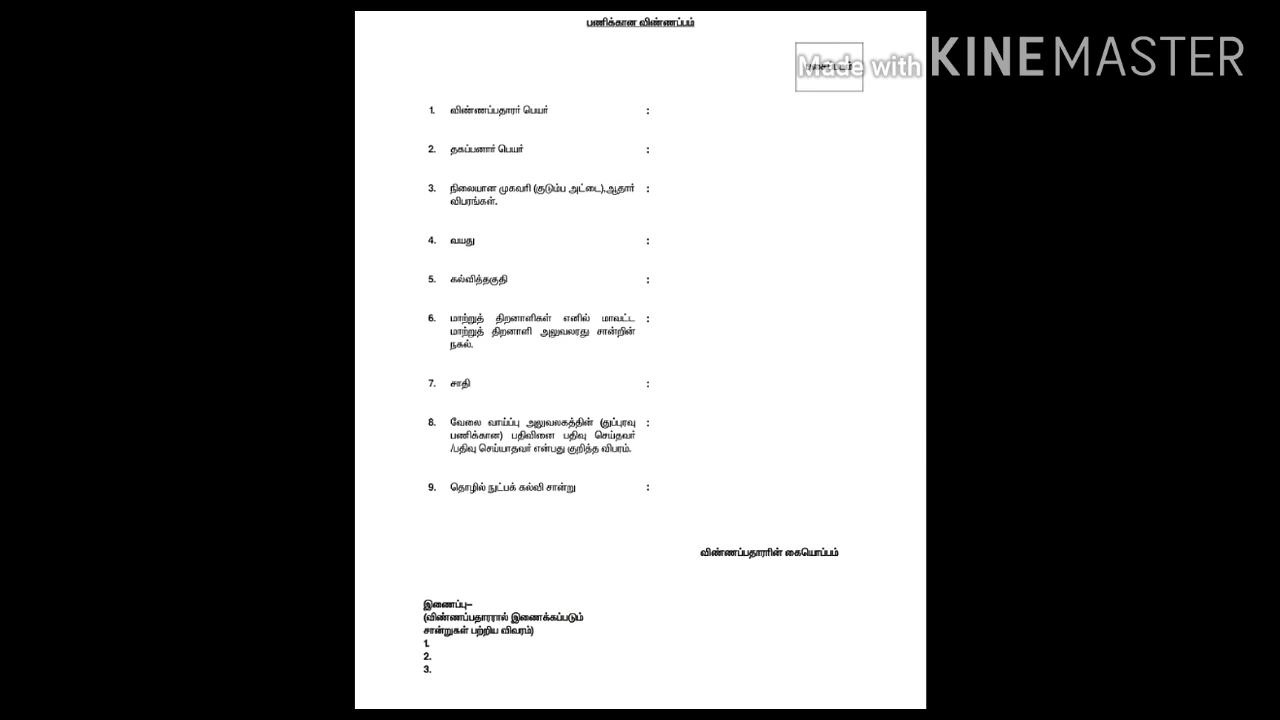 பணிக்கான விண்ணப்பம்
Made with KINEMASTER
1. விண்ணப்பதாரர் பெயர் :
2. தகப்பனார் பெயர் :
3. நிலையான முகவரி (குடும்ப அட்டை),ஆதார் :
விபரங்கள்.
4. வயது :
5. கல்வித்தகுதி :
6. மாற்றுத் திறனாளிகள் எனில் மாவட்ட :
மாற்றுத் திறனாளி அலுவலரது சான்றின்
நகல்.
7. சாதி :
8. வேலை வாய்ப்பு அலுவலகத்தின் (துப்புரவு :
பணிக்கான) பதிவினை பதிவு செய்தவர்
/பதிவு செய்யாதவர் என்பது குறித்த விபரம்.
9. தொழில் நுட்பக் கல்வி சான்று :
விண்ணப்பதாரரின் கையொப்பம்
இணைப்பு–
(விண்ணப்பதாரரால் இணைக்கப்படும்
சான்றுகள் பற்றிய விவரம்)
1.
2.
3.